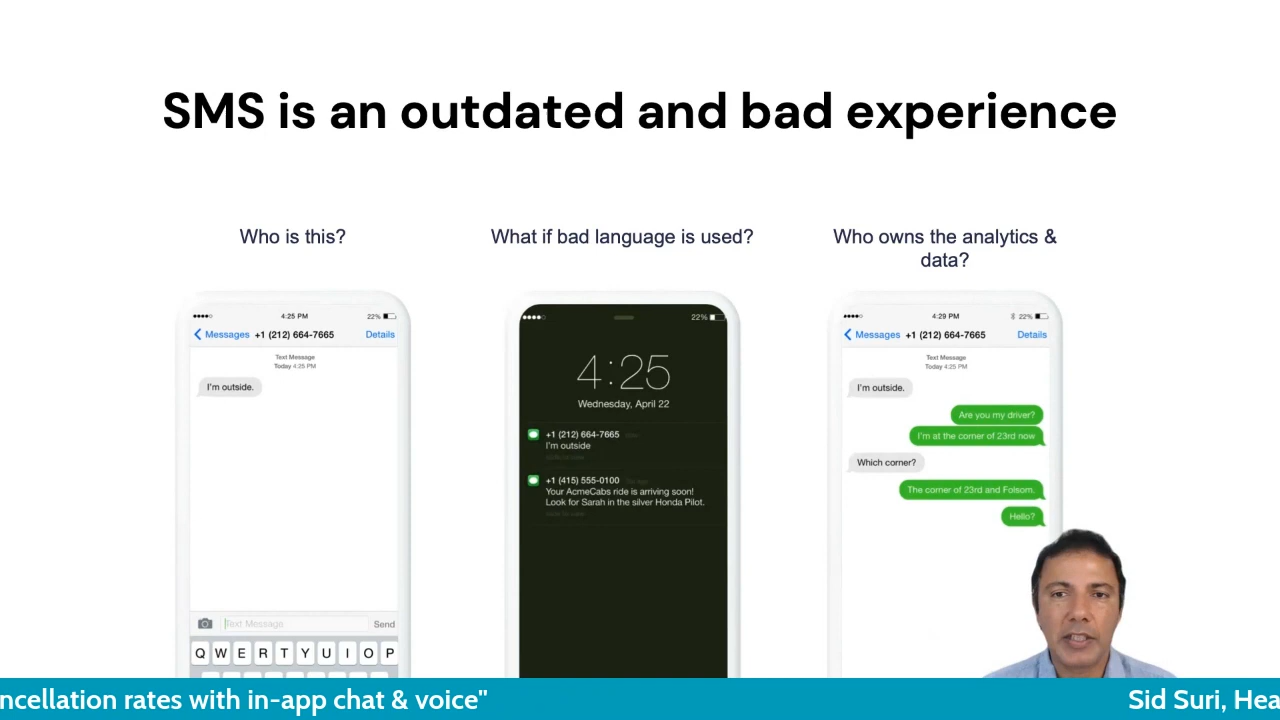 SMS is an outdated and bad experience
Who is this?
What if bad language is used?
Who owns the analytics &
data?
4:25 PM
22%
Messages +1 (212) 664-7665 Details
Text Message
Today 4:25 PM
I'm outside.
Text Message
Send
Q W E R T Y U I O P
22%
4:25
Wednesday, April 22
+1 (212) 664-7665
I'm outside
+1 (415) 555-0100
Your AcmeCabs ride is arriving soon!
Look for Sarah in the silver Honda Pilot.
4:29 PM
22%
Messages +1 (212) 664-7665 Details
Text Message
Today 4:25 PM
I'm outside.
Are you my driver?
I'm at the corner of 23rd now
Which corner?
The corner of 23rd and Folsom.
Hello?
ncellation rates with in-app chat & voice"
Sid Suri, Hea